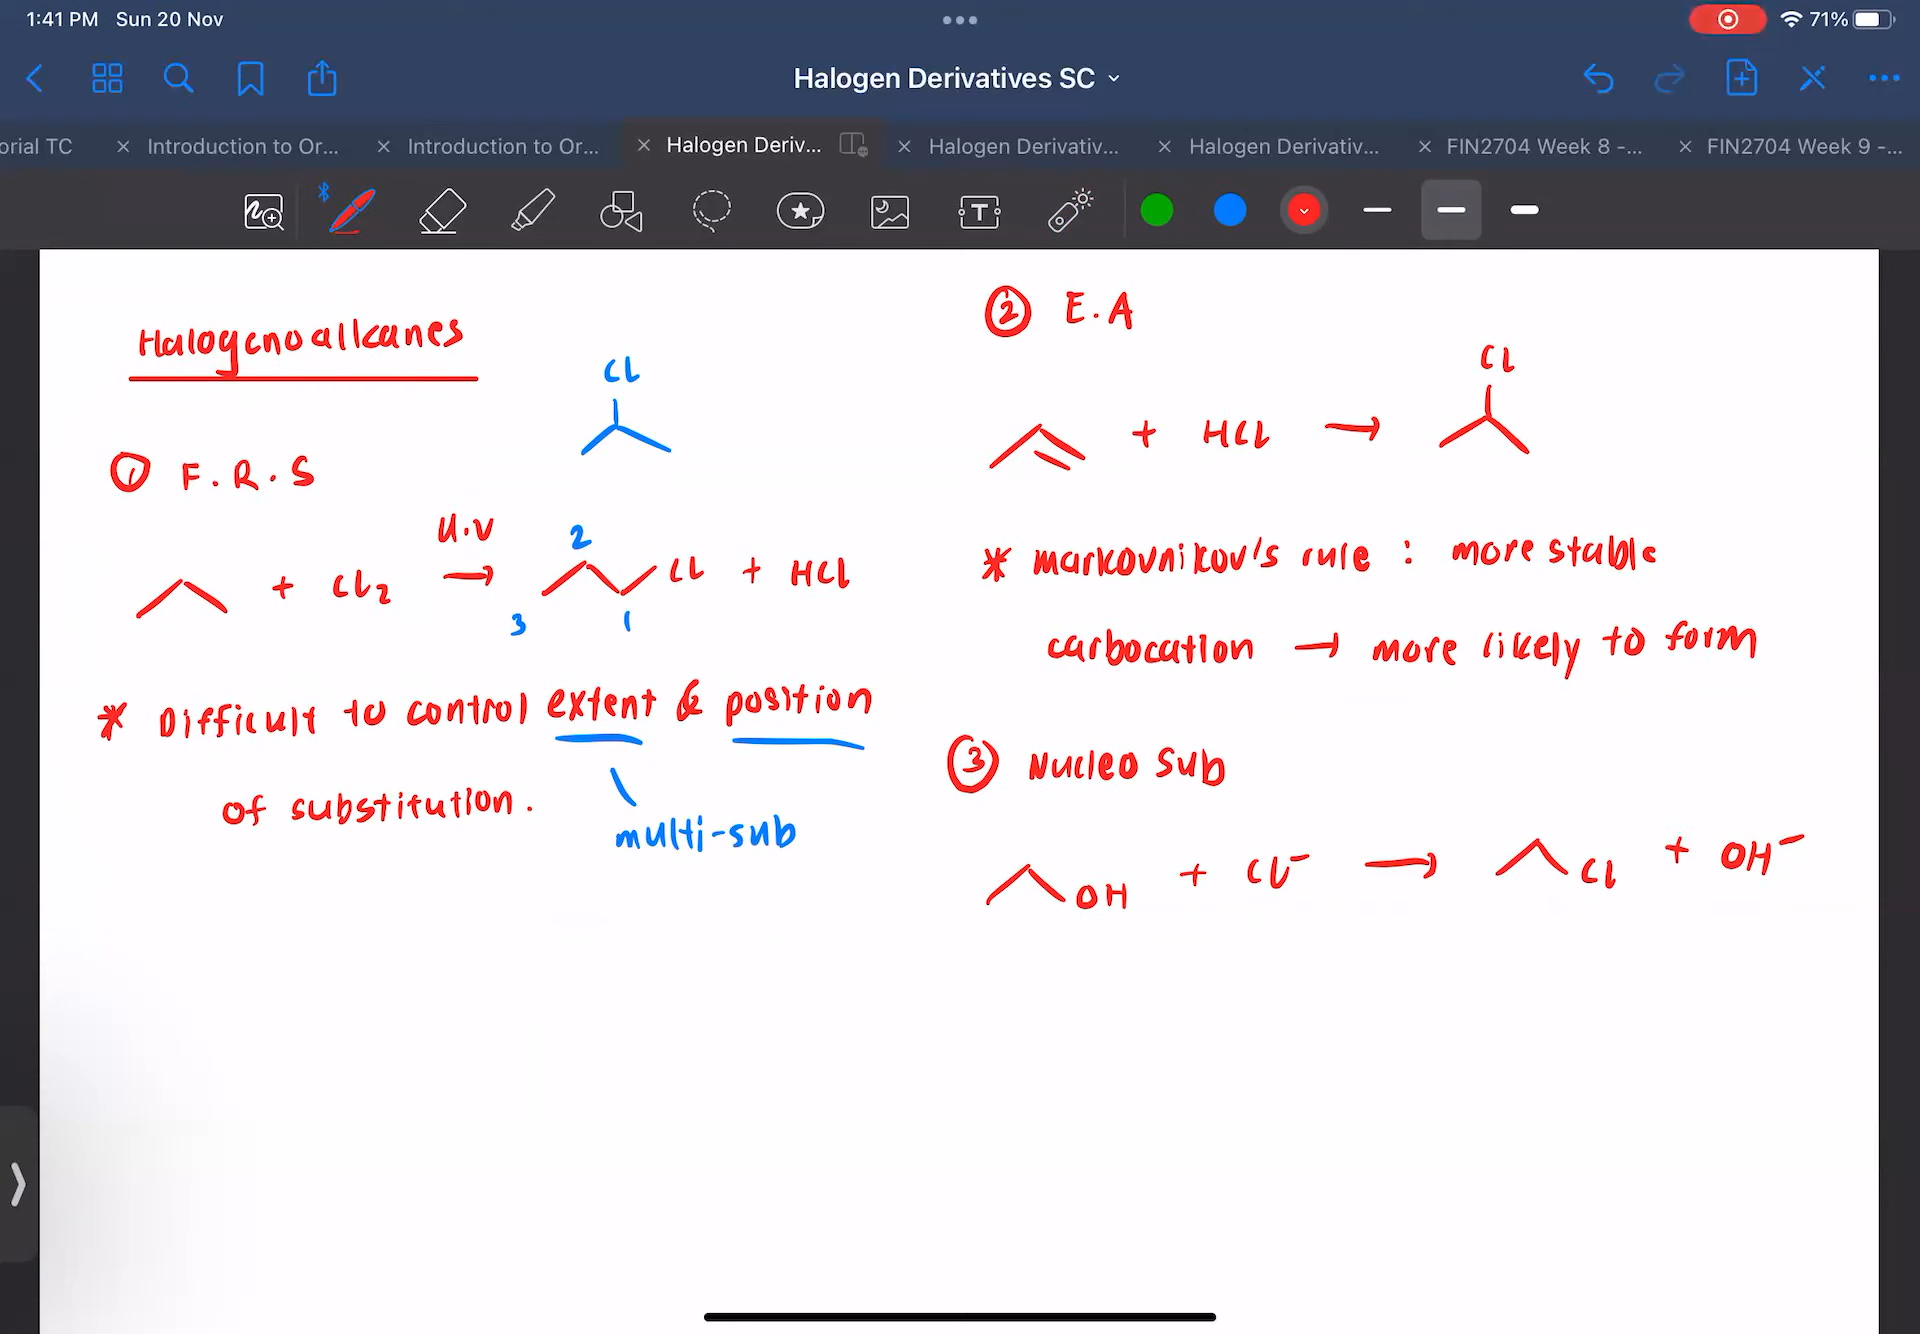 1:41 PM Sun 20 Nov
71%
Halogen Derivatives SC
orial TC
Introduction to Or...
Introduction to Or...
Halogen Deriv...
Halogen Derivativ...
Halogen Derivativ...
FIN2704 Week 8 -...
FIN2704 Week 9 -...
T
Halogenoalkanes
Cl
① F.R.S
+ Cl2 U.V → Cl + HCl
2
3
1
* Difficult to control extent & position
of substitution.
multi-sub
② E.A
Cl
+ HCl →
* markovnikov's rule : more stable
carbocation → more likely to form
③ Nucleo Sub
OH + Cl⁻ → Cl + OH⁻